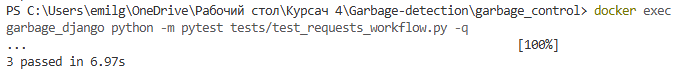 PS C:\Users\emilg\OneDrive\Рабочий стол\Курсач 4\Garbage-detection\garbage_control> docker exec
garbage_django python -m pytest tests/test_requests_workflow.py -q
... [100%]
3 passed in 6.97s